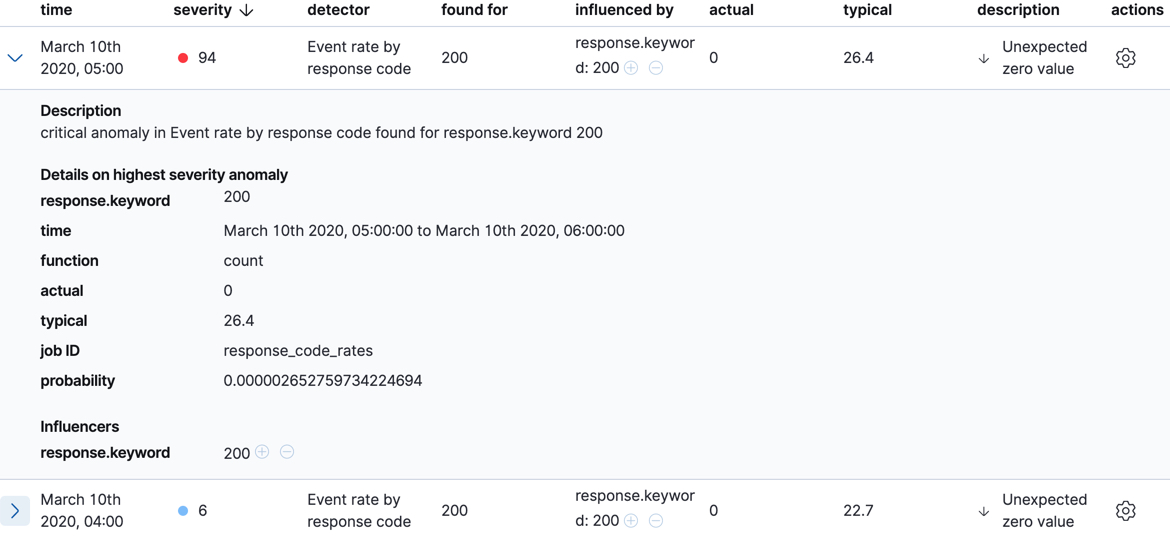 time severity detector found for influenced by actual typical description actions
March 10th
2020, 05:00
94
Event rate by
response code
200
response.keywor
d: 200
0
26.4
Unexpected
zero value
Description
critical anomaly in Event rate by response code found for response.keyword 200
Details on highest severity anomaly
response.keyword 200
time March 10th 2020, 05:00:00 to March 10th 2020, 06:00:00
function count
actual 0
typical 26.4
job ID response_code_rates
probability 0.000002652759734224694
Influencers
response.keyword 200
March 10th
2020, 04:00
6
Event rate by
response code
200
response.keywor
d: 200
0
22.7
Unexpected
zero value